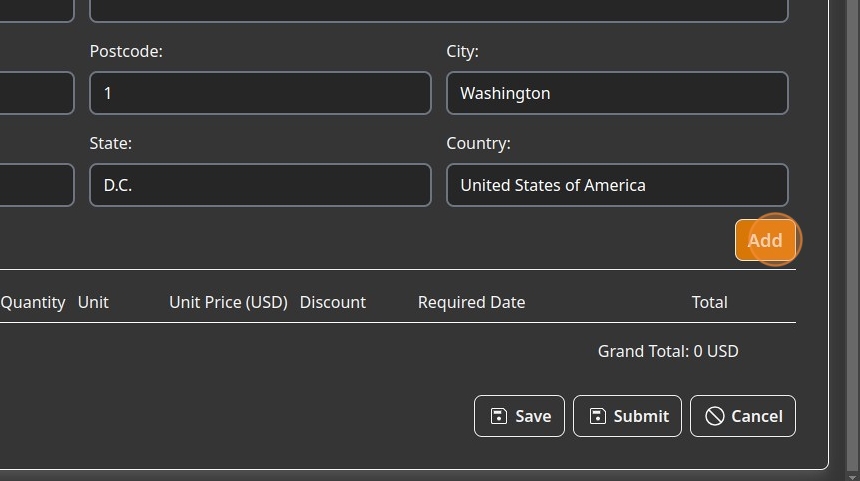 Postcode: City:
1 Washington
State: Country:
D.C. United States of America
Add
Quantity Unit Unit Price (USD) Discount Required Date Total
Grand Total: 0 USD
Save Submit Cancel